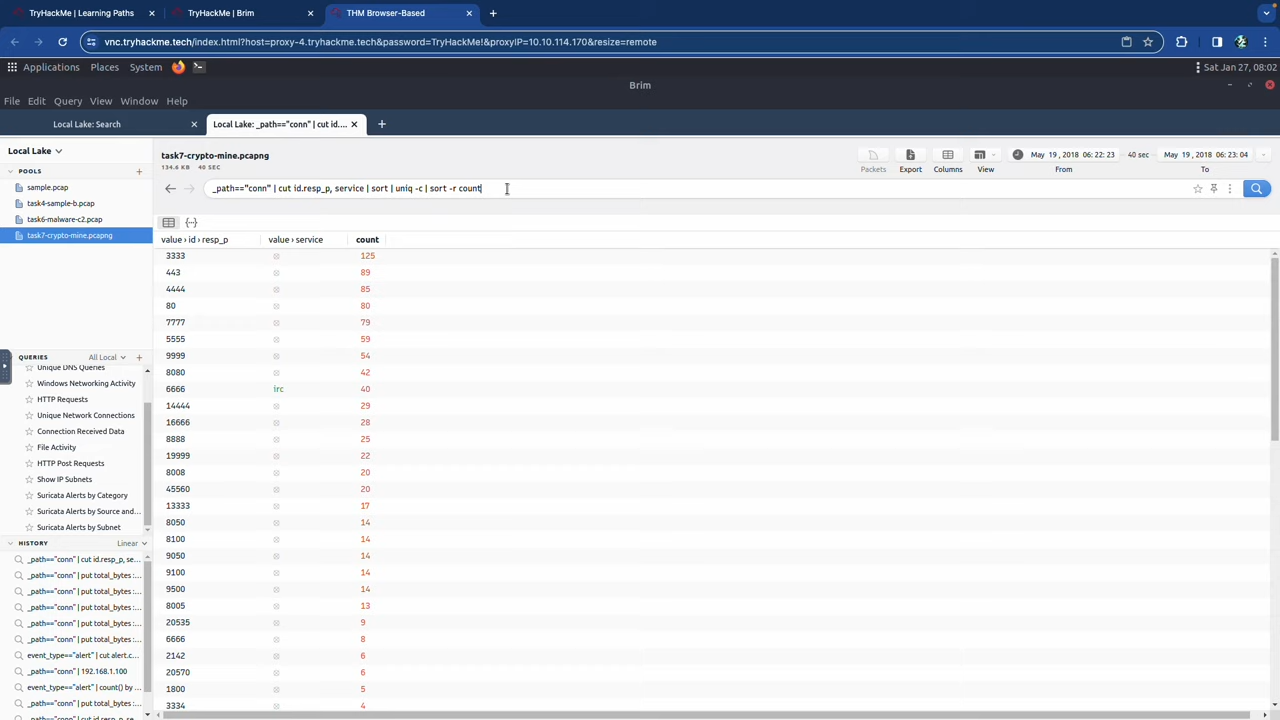 TryHackMe | Learning Paths
TryHackMe | Brim
THM Browser-Based
vnc.tryhackme.tech/index.html?host=proxy-4.tryhackme.tech&password=TryHackMe!&proxyIP=10.10.114.170&resize=remote
Applications Places System Sat Jan 27, 08:02
Brim
File Edit Query View Window Help
Local Lake: Search
Local Lake: _path=="conn" | cut id....
Local Lake
POOLS
sample.pcap
task4-sample-b.pcap
task6-malware-c2.pcap
task7-crypto-mine.pcapng
QUERIES All Local
Unique DNS Queries
Windows Networking Activity
HTTP Requests
Unique Network Connections
Connection Received Data
File Activity
HTTP Post Requests
Show IP Subnets
Suricata Alerts by Category
Suricata Alerts by Source and...
Suricata Alerts by Subnet
HISTORY Linear
_path=="conn" | cut id.resp_p, se...
_path=="conn" | put total_bytes :...
_path=="conn" | put total_bytes :...
_path=="conn" | put total_bytes :...
_path=="conn" | put total_bytes :...
_path=="conn" | put total_bytes :...
event_type=="alert" | cut alert.c...
_path=="conn" | 192.168.1.100
event_type=="alert" | count() by ...
_path=="conn" | put total_bytes :...
_path=="conn" | cut id.resp_p, se...
task7-crypto-mine.pcapng
134.6 KB 40 SEC
Packets Export Columns View
May 19 , 2018 06:22:23 40 sec May 19 , 2018 06:23:04
From To
_path=="conn" | cut id.resp_p, service | sort | uniq -c | sort -r count
value › id › resp_p value › service count
3333 125
443 89
4444 85
80 80
7777 79
5555 59
9999 54
8080 42
6666 irc 40
14444 29
16666 28
8888 25
19999 22
8008 20
45560 20
13333 17
8050 14
8100 14
9050 14
9100 14
9500 14
8005 13
20535 9
6666 8
2142 6
20570 6
1800 5
3334 4